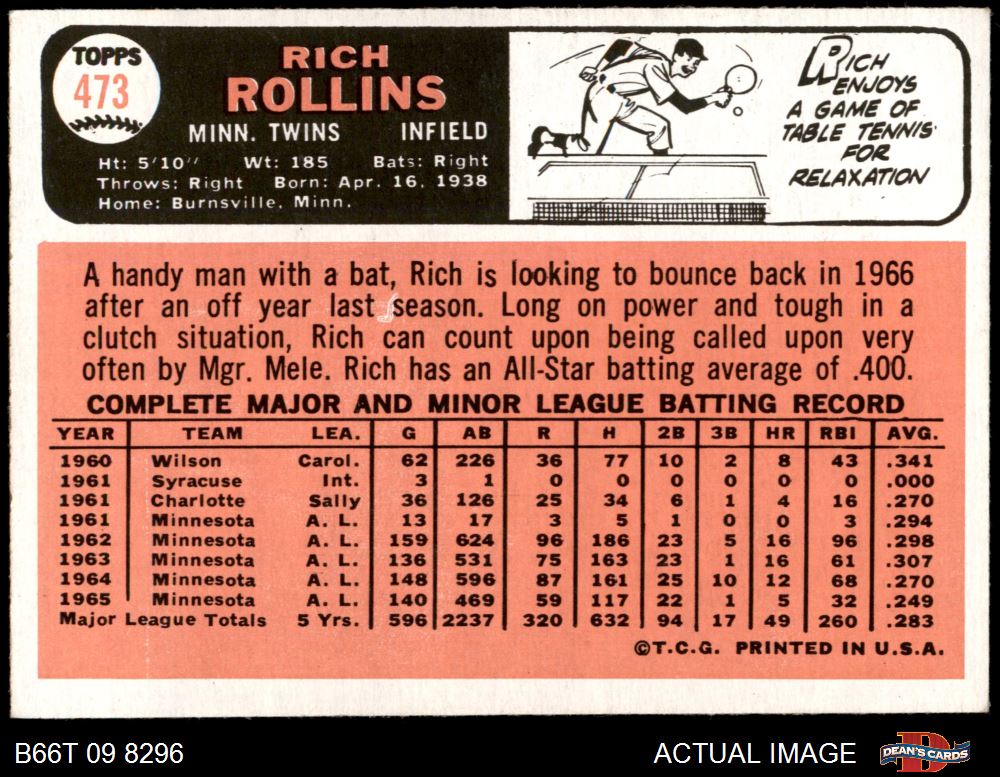 TOPPS
473
RICH
ROLLINS
MINN. TWINS INFIELD
Ht: 5'10" Wt: 185 Bats: Right
Throws: Right Born: Apr. 16, 1938
Home: Burnsville, Minn.
RICH
ENJOYS
A GAME OF
TABLE TENNIS
FOR
RELAXATION
A handy man with a bat, Rich is looking to bounce back in 1966
after an off year last season. Long on power and tough in a
clutch situation, Rich can count upon being called upon very
often by Mgr. Mele. Rich has an All-Star batting average of .400.
COMPLETE MAJOR AND MINOR LEAGUE BATTING RECORD
YEAR TEAM LEA. G AB R H 2B 3B HR RBI AVG.
1960 Wilson Carol. 62 226 36 77 10 2 8 43 .341
1961 Syracuse Int. 3 1 0 0 0 0 0 0 .000
1961 Charlotte Sally 36 126 25 34 6 1 4 16 .270
1961 Minnesota A. L. 13 17 3 5 1 0 0 3 .294
1962 Minnesota A. L. 159 624 96 186 23 5 16 96 .298
1963 Minnesota A. L. 136 531 75 163 23 1 16 61 .307
1964 Minnesota A. L. 148 596 87 161 25 10 12 68 .270
1965 Minnesota A. L. 140 469 59 117 22 1 5 32 .249
Major League Totals 5 Yrs. 596 2237 320 632 94 17 49 260 .283
©T.C.G. PRINTED IN U.S.A.
B66T 09 8296 ACTUAL IMAGE DEAN'S CARDS